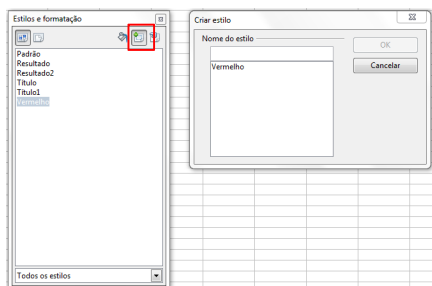 Estilos e formatação
Padrão
Resultado
Resultado2
Título
Título1
Vermelho
Todos os estilos
Criar estilo
Nome do estilo
Vermelho
OK
Cancelar